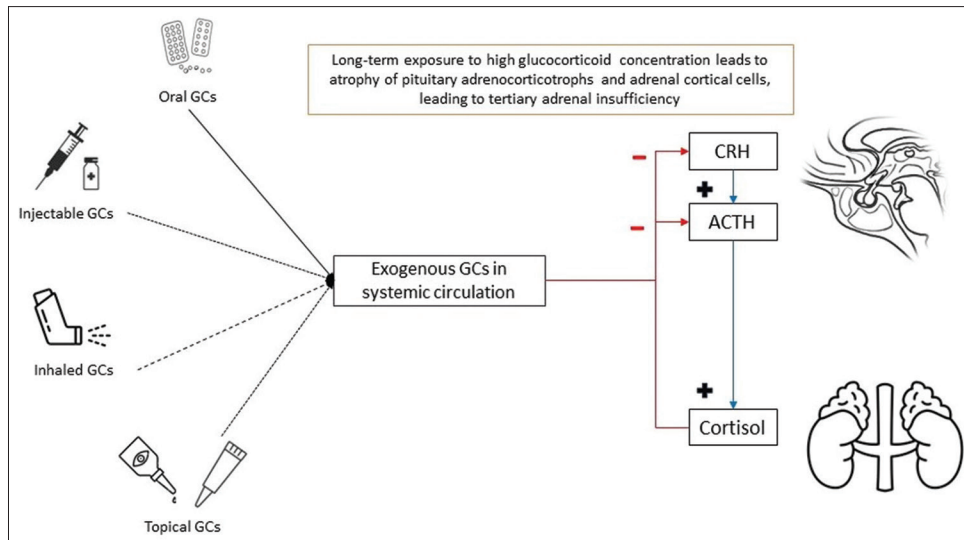 Oral GCs
Long-term exposure to high glucocorticoid concentration leads to
atrophy of pituitary adrenocorticotrophs and adrenal cortical cells,
leading to tertiary adrenal insufficiency
Injectable GCs
Inhaled GCs
Topical GCs
Exogenous GCs in
systemic circulation
CRH
ACTH
Cortisol